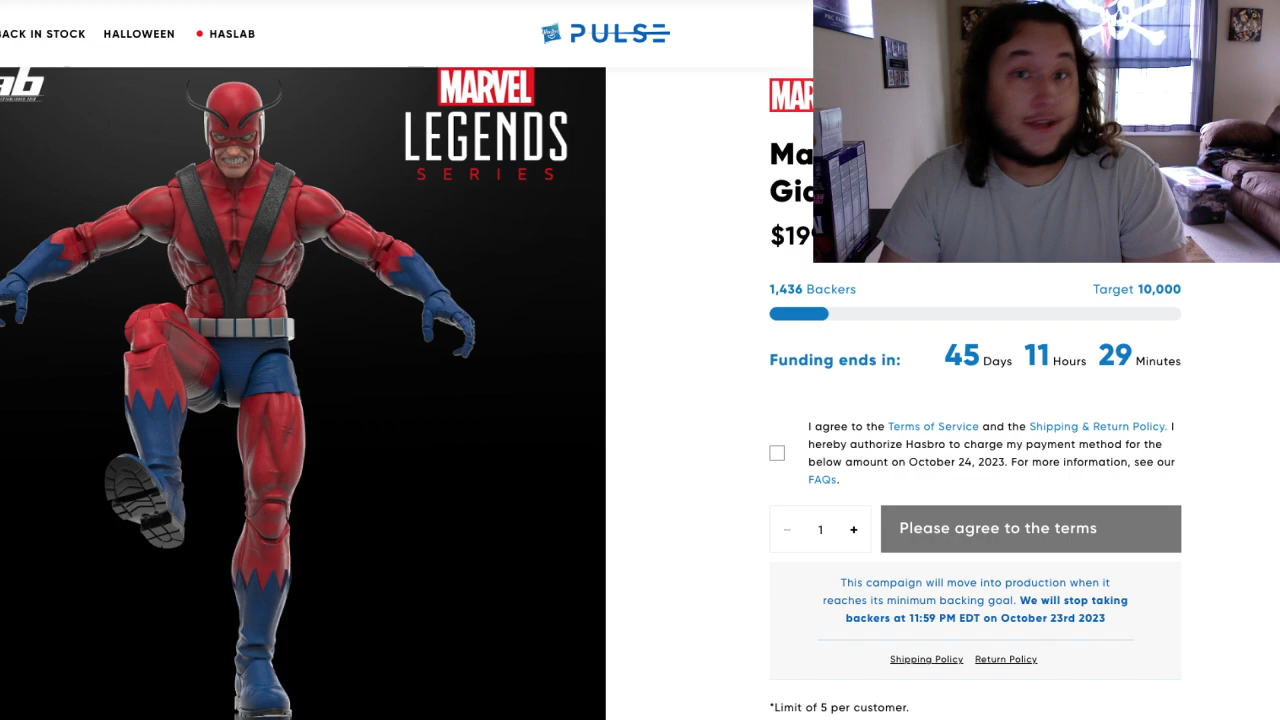 BACK IN STOCK HALLOWEEN HASLAB
Hasbro PULSE
MARVEL
LEGENDS
SERIES
$19
1,436 Backers Target 10,000
Funding ends in: 45 Days 11 Hours 29 Minutes
I agree to the Terms of Service and the Shipping & Return Policy. I
hereby authorize Hasbro to charge my payment method for the
below amount on October 24, 2023. For more information, see our
FAQs.
− 1 + Please agree to the terms
This campaign will move into production when it
reaches its minimum backing goal. We will stop taking
backers at 11:59 PM EDT on October 23rd 2023
Shipping Policy Return Policy
*Limit of 5 per customer.